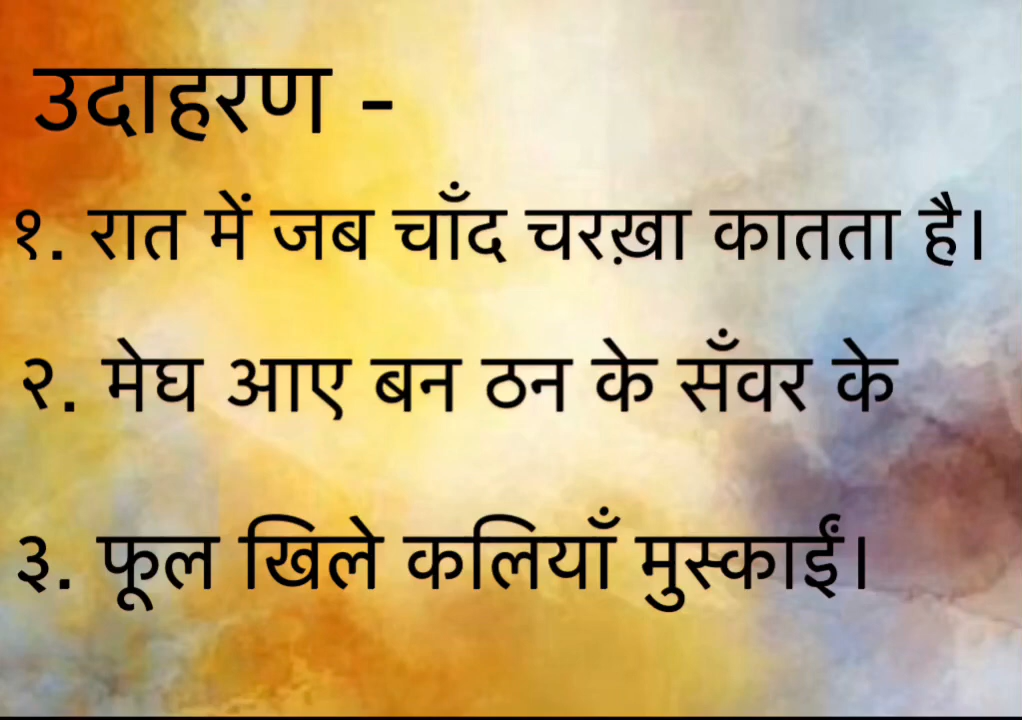 उदाहरण -
१. रात में जब चाँद चरख़ा कातता है।
२. मेघ आए बन ठन के सँवर के
३. फूल खिले कलियाँ मुस्काईं।